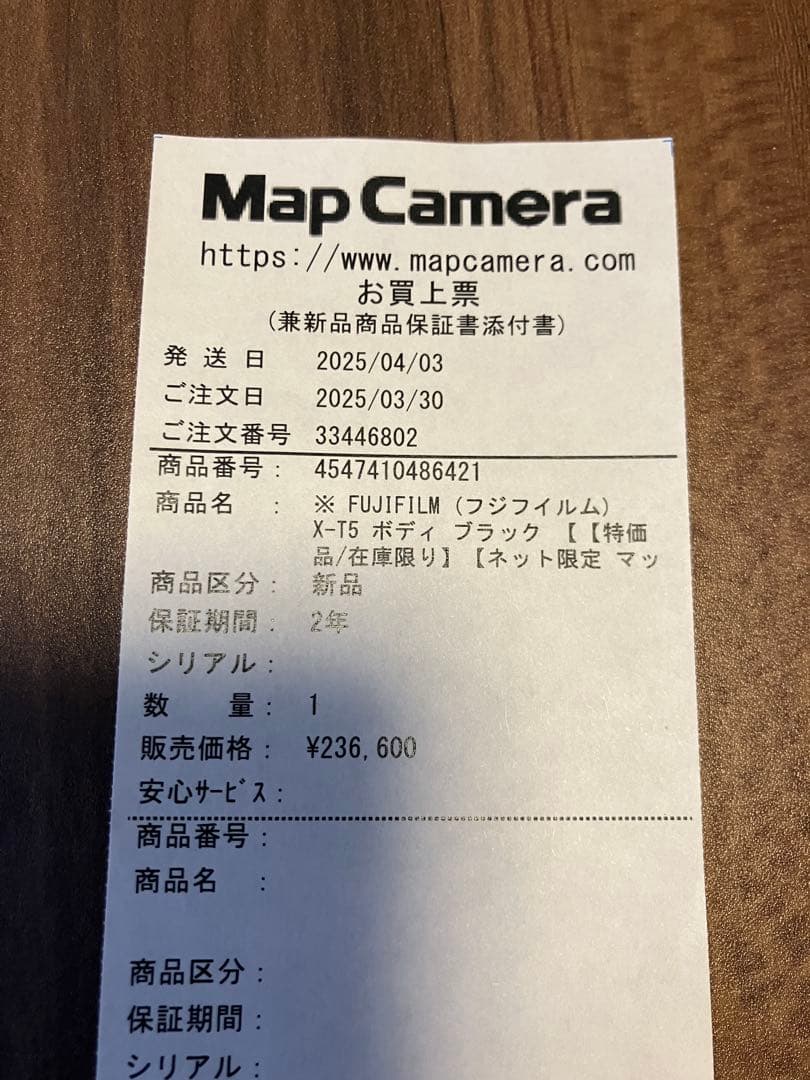 Map Camera
https://www.mapcamera.com
お買上票
(兼新品商品保証書添付書)
発送日 2025/04/03
ご注文日 2025/03/30
ご注文番号 33446802
商品番号: 4547410486421
商品名 : ※ FUJIFILM (フジフイルム)
X-T5 ボディ ブラック 【【特価
品/在庫限り】【ネット限定 マッ
商品区分: 新品
保証期間: 2年
シリアル:
数 量: 1
販売価格: ¥236,600
安心ｻｰﾋﾞｽ:
商品番号:
商品名 :
商品区分:
保証期間:
シリアル: